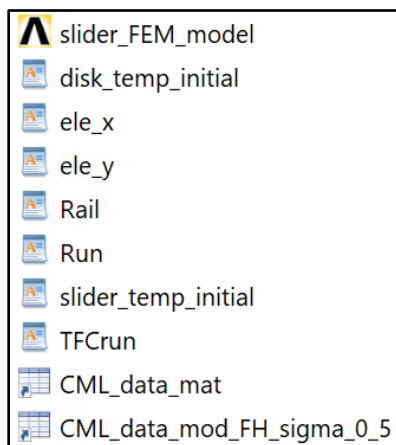 slider_FEM_model
disk_temp_initial
ele_x
ele_y
Rail
Run
slider_temp_initial
TFCrun
CML_data_mat
CML_data_mod_FH_sigma_0_5